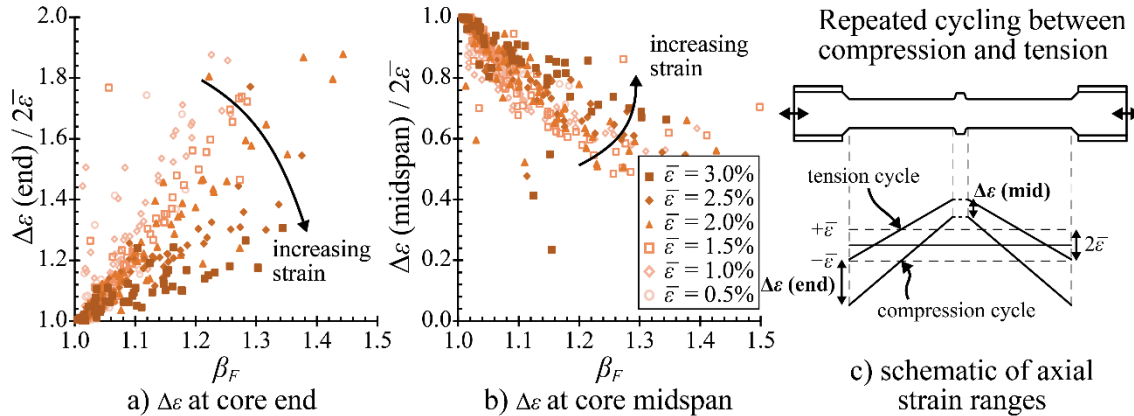 2.0
1.8
1.6
1.4
1.2
1.0
Δε (end) / 2ε̅
increasing
strain
1.0 1.1 1.2 1.3 1.4 1.5
β_F
a) Δε at core end
1.0
0.8
0.6
0.4
0.2
0.0
Δε (midspan) / 2ε̅
increasing
strain
ε̅ = 3.0%
ε̅ = 2.5%
ε̅ = 2.0%
ε̅ = 1.5%
ε̅ = 1.0%
ε̅ = 0.5%
1.0 1.1 1.2 1.3 1.4 1.5
β_F
b) Δε at core midspan
Repeated cycling between
compression and tension
tension cycle
Δε (mid)
+ε̅
2ε̅
−ε̅
Δε (end)
compression cycle
c) schematic of axial
strain ranges